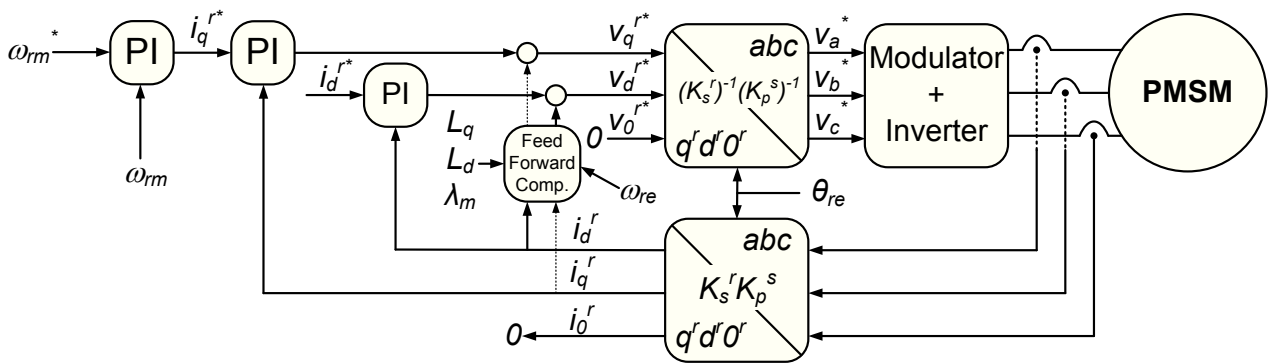 ω_rm^*
PI
i_q^r*
PI
i_d^r*
PI
ω_rm
v_q^r*
v_d^r*
v_0^r*
0
L_q
L_d
λ_m
Feed
Forward
Comp.
ω_re
abc
(K_s^r)^-1(K_p^s)^-1
q^r d^r 0^r
v_a^*
v_b^*
v_c^*
Modulator
+
Inverter
PMSM
θ_re
i_d^r
i_q^r
i_0^r
0
abc
K_s^r K_p^s
q^r d^r 0^r